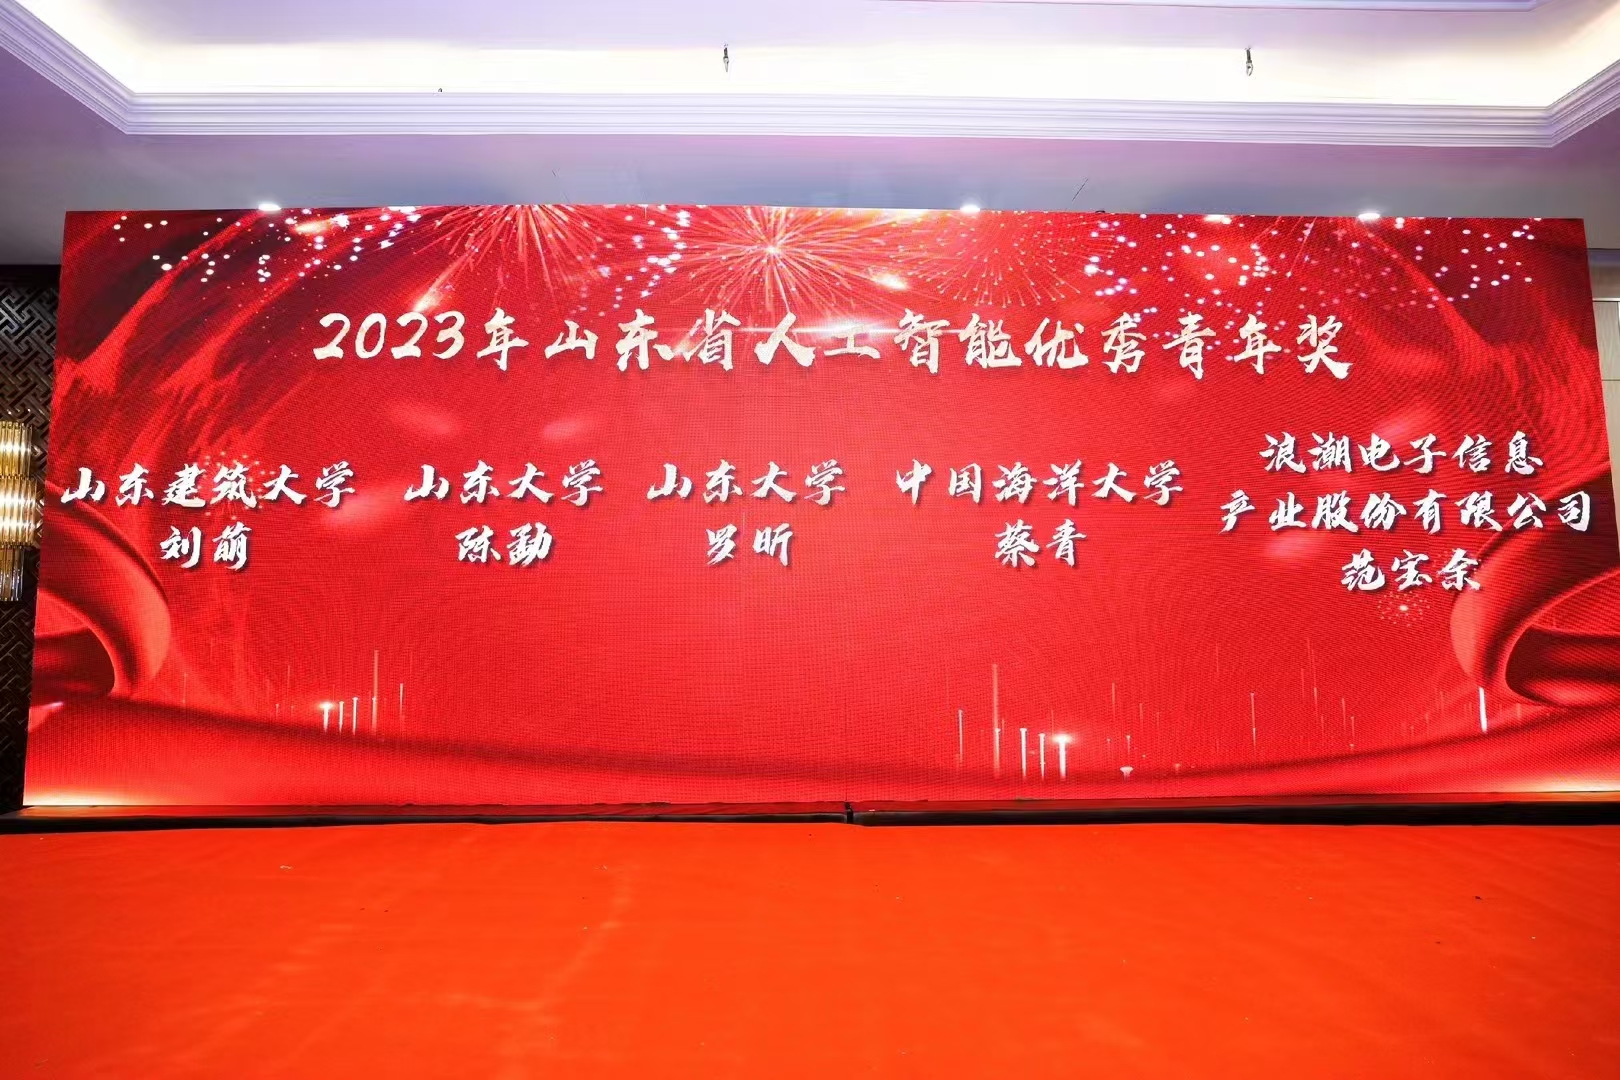 2023年山东省人工智能优秀青年奖
山东建筑大学
刘萌
山东大学
陈勐
山东大学
罗昕
中国海洋大学
蔡青
浪潮电子信息
产业股份有限公司
范宝余